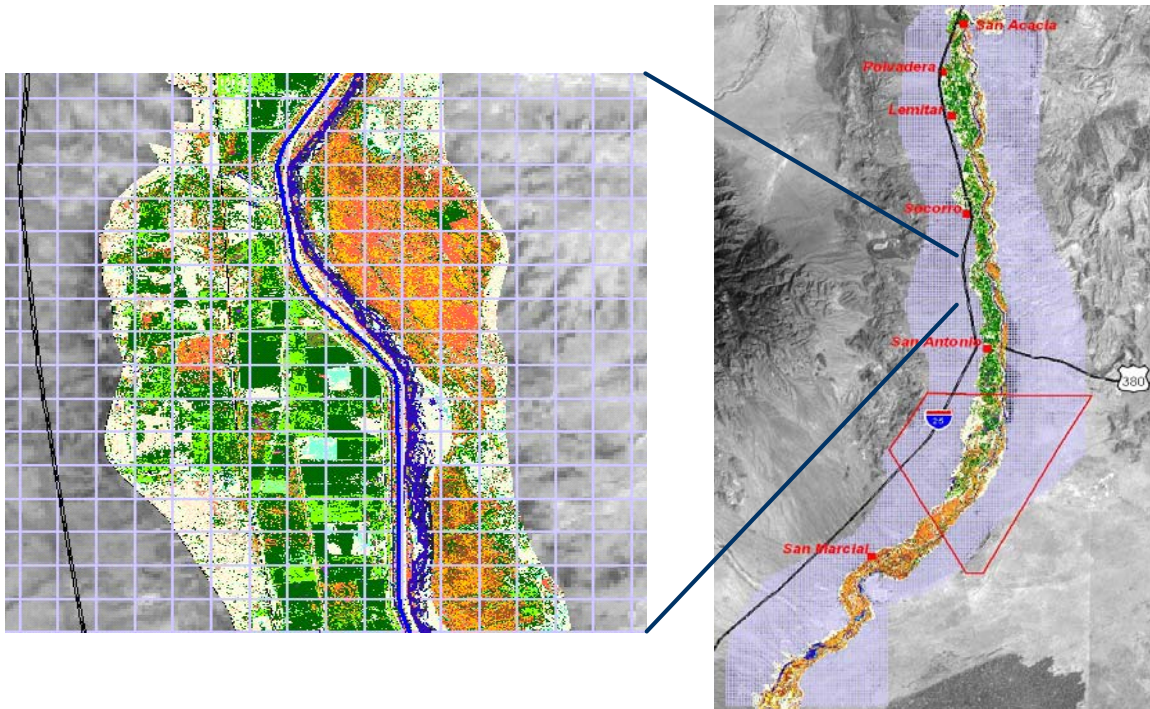 San Acacia
Polvadera
Lemitar
Socorro
San Antonio
380
25
San Marcial